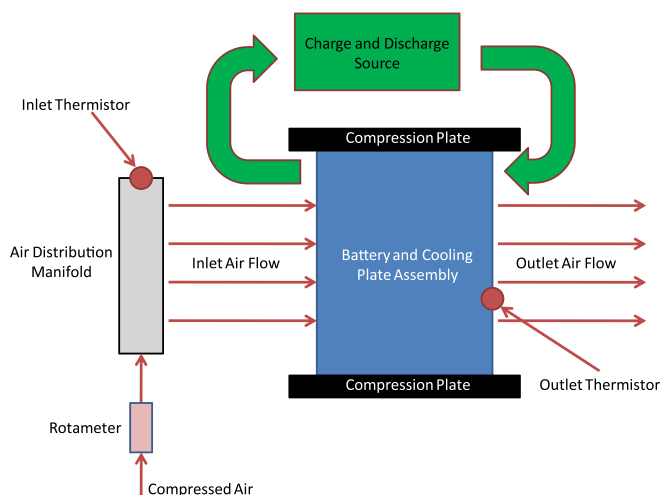 Charge and Discharge
Source
Inlet Thermistor
Compression Plate
Air Distribution
Manifold
Inlet Air Flow
Battery and Cooling
Plate Assembly
Outlet Air Flow
Compression Plate
Outlet Thermistor
Rotameter
Compressed Air